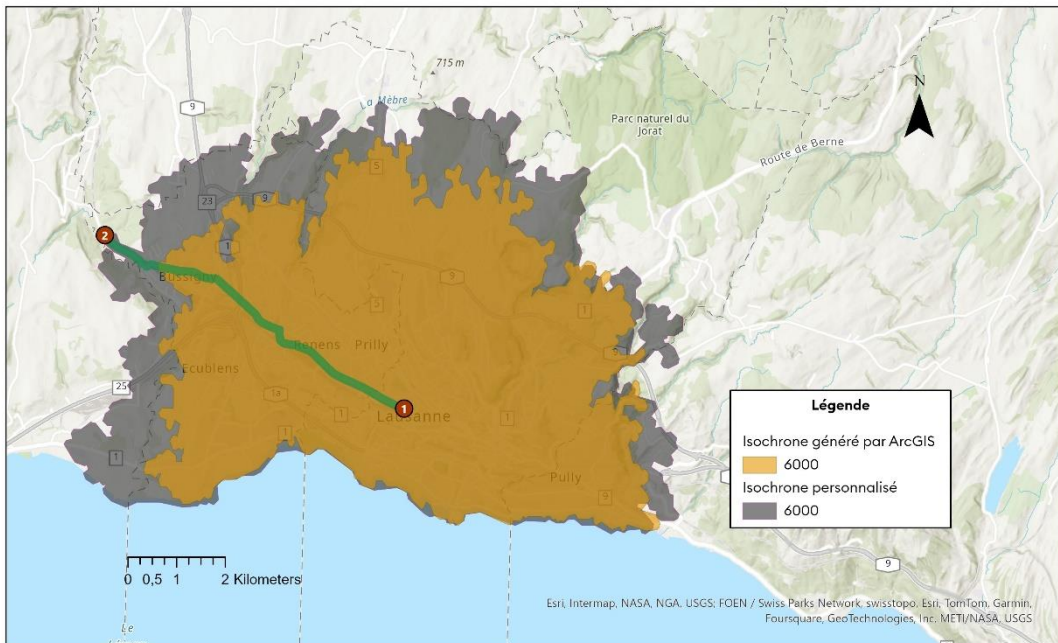 715 m
La Mèbre
9
N
Parc naturel du
Jorat
Route de Berne
5
23
9
2
1
9
Bussigny
5
1
Renens
Prilly
Ecublens
25
1a
1
Lausanne
1
1
1
1
Pully
9
9
Légende
Isochrone généré par ArcGIS
6000
Isochrone personnalisé
6000
0 0,5 1 2 Kilometers
Esri, Intermap, NASA, NGA, USGS; FOEN / Swiss Parks Network, swisstopo, Esri, TomTom, Garmin,
Foursquare, GeoTechnologies, Inc, METI/NASA, USGS
Le